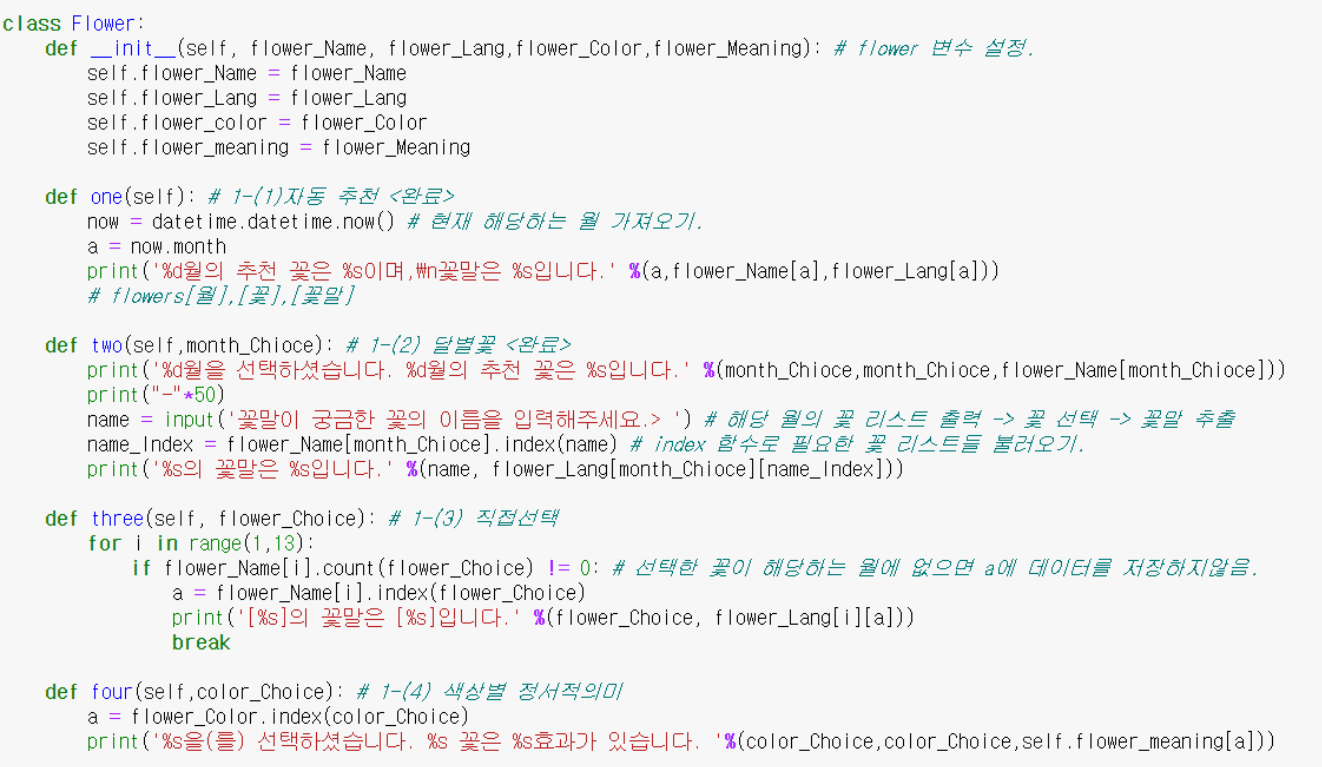 class Flower:
    def __init__(self, flower_Name, flower_Lang,flower_Color,flower_Meaning): # flower 변수 설정.
        self.flower_Name = flower_Name
        self.flower_Lang = flower_Lang
        self.flower_color = flower_Color
        self.flower_meaning = flower_Meaning
    def one(self): # 1-(1)자동 추천 <완료>
        now = datetime.datetime.now() # 현재 해당하는 월 가져오기.
        a = now.month
        print('%d월의 추천 꽃은 %s이며,₩n꽃말은 %s입니다.' %(a,flower_Name[a],flower_Lang[a]))
        # flowers[월],[꽃],[꽃말]
    def two(self,month_Chioce): # 1-(2) 달별꽃 <완료>
        print('%d월을 선택하셨습니다. %d월의 추천 꽃은 %s입니다.' %(month_Chioce,month_Chioce,flower_Name[month_Chioce]))
        print("-"*50)
        name = input('꽃말이 궁금한 꽃의 이름을 입력해주세요.> ') # 해당 월의 꽃 리스트 출력 -> 꽃 선택 -> 꽃말 추출
        name_Index = flower_Name[month_Chioce].index(name) # index 함수로 필요한 꽃 리스트들 불러오기.
        print('%s의 꽃말은 %s입니다.' %(name, flower_Lang[month_Chioce][name_Index]))
    def three(self, flower_Choice): # 1-(3) 직접선택
        for i in range(1,13):
            if flower_Name[i].count(flower_Choice) != 0: # 선택한 꽃이 해당하는 월에 없으면 a에 데이터를 저장하지않음.
                a = flower_Name[i].index(flower_Choice)
                print('[%s]의 꽃말은 [%s]입니다.' %(flower_Choice, flower_Lang[i][a]))
                break
    def four(self,color_Choice): # 1-(4) 색상별 정서적의미
        a = flower_Color.index(color_Choice)
        print('%s을(를) 선택하셨습니다. %s 꽃은 %s효과가 있습니다. '%(color_Choice,color_Choice,self.flower_meaning[a]))